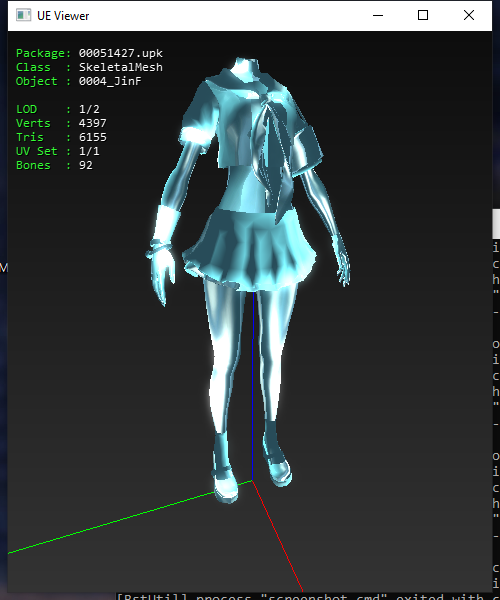 UE Viewer
Package: 00051427.upk
Class  : SkeletalMesh
Object : 0004_JinF
LOD    : 1/2
Verts  : 4397
Tris   : 6155
UV Set : 1/1
Bones  : 92
M
i
c
h
"
-
o
i
c
h
"
-
o
i
c
h
"
-
c
i
[BstUtil] process "screenshot.cmd" exited with c